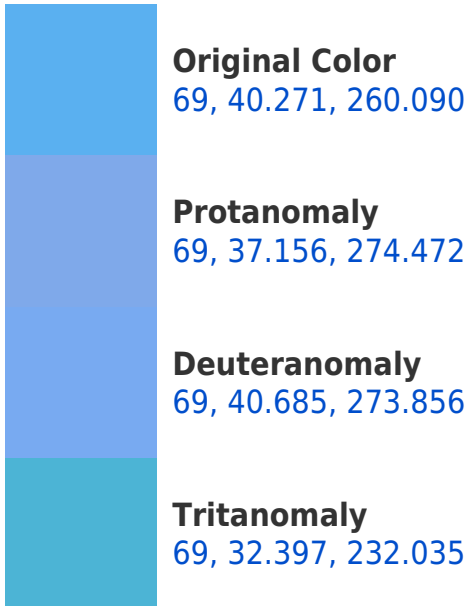 Original Color
69, 40.271, 260.090
Protanomaly
69, 37.156, 274.472
Deuteranomaly
69, 40.685, 273.856
Tritanomaly
69, 32.397, 232.035